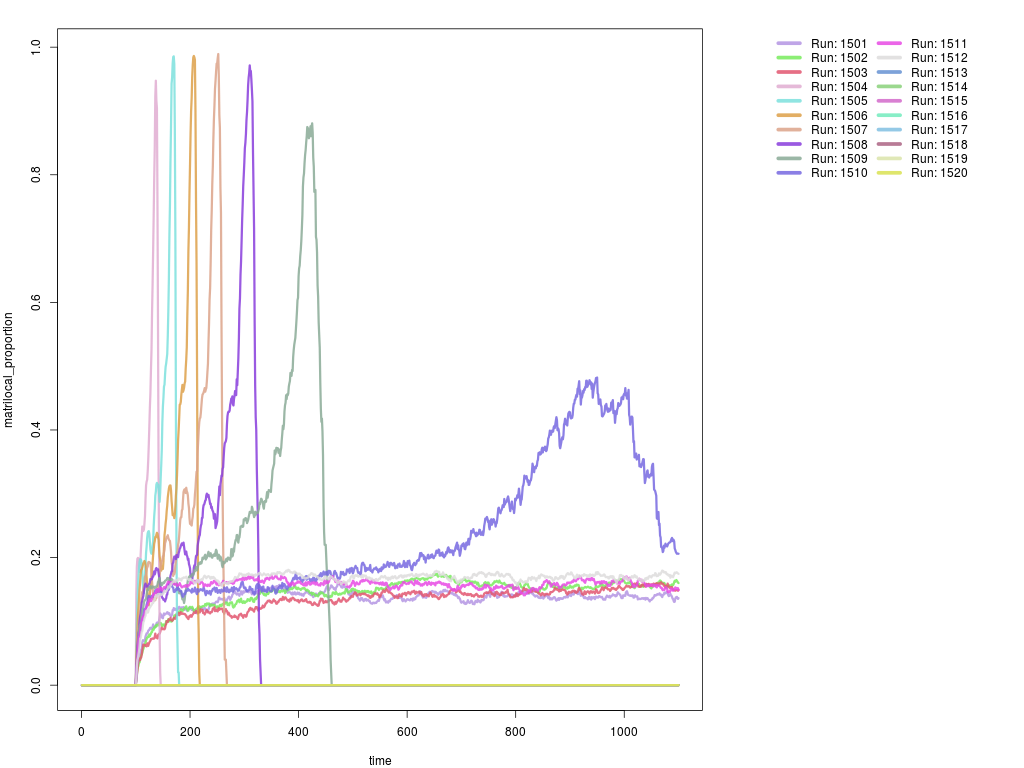 1.0
0.8
0.6
0.4
0.2
0.0
matrilocal_proportion
0 200 400 600 800 1000
time
Run: 1501 Run: 1511
Run: 1502 Run: 1512
Run: 1503 Run: 1513
Run: 1504 Run: 1514
Run: 1505 Run: 1515
Run: 1506 Run: 1516
Run: 1507 Run: 1517
Run: 1508 Run: 1518
Run: 1509 Run: 1519
Run: 1510 Run: 1520